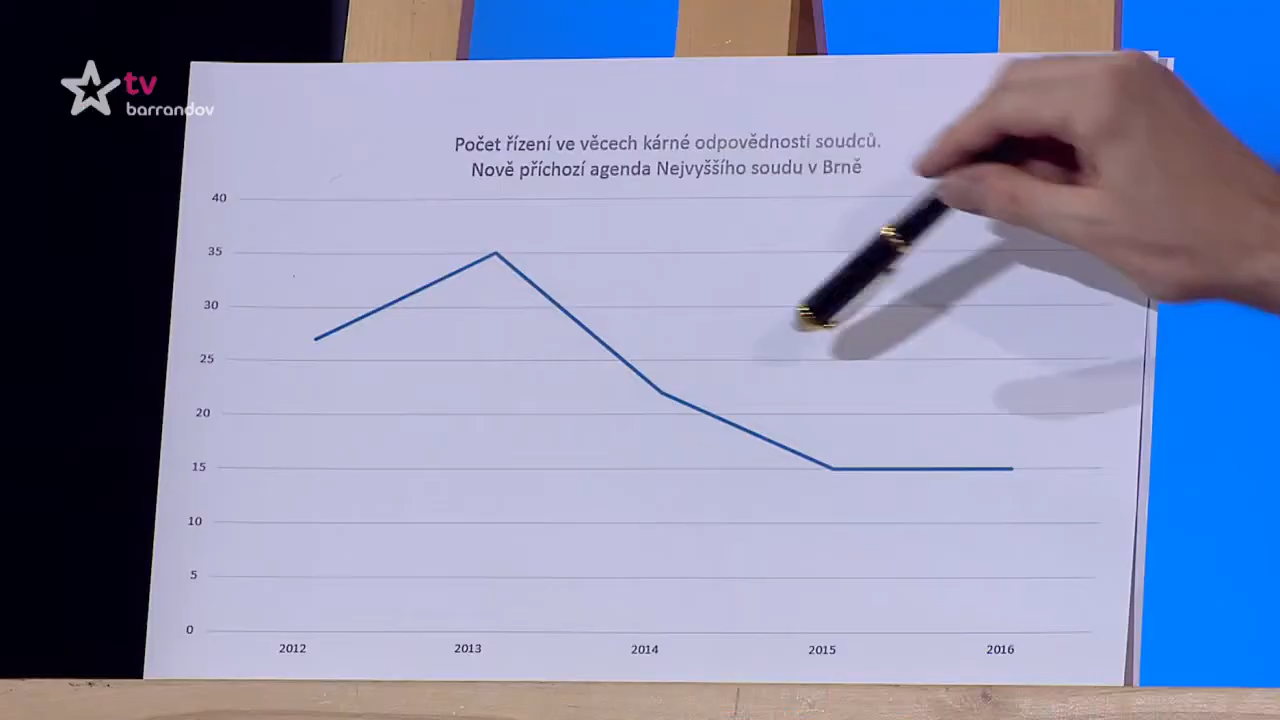 tv
barrandov
Počet řízení ve věcech kárné odpovědnosti soudců.
Nově příchozí agenda Nejvyššího soudu v Brně
40
35
30
25
20
15
10
5
0
2012 2013 2014 2015 2016